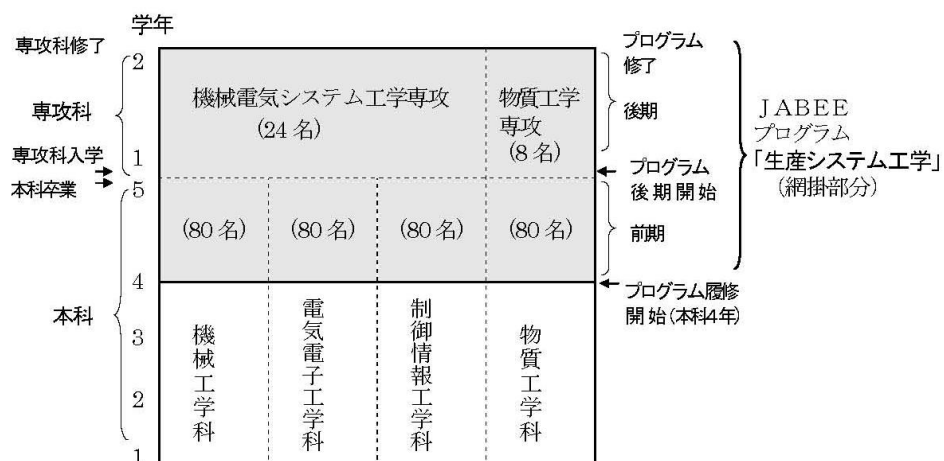 学年
専攻科修了
専攻科
専攻科入学
本科卒業
本科
2
1
5
4
3
2
1
機械電気システム工学専攻
(24名)
物質工学
専攻
(8名)
(80名)
(80名)
(80名)
(80名)
機械工学科
電気電子工学科
制御情報工学科
物質工学科
プログラム
修了
後期
プログラム
後期開始
前期
プログラム履修
開始(本科4年)
JABEE
プログラム
「生産システム工学」
(網掛部分)